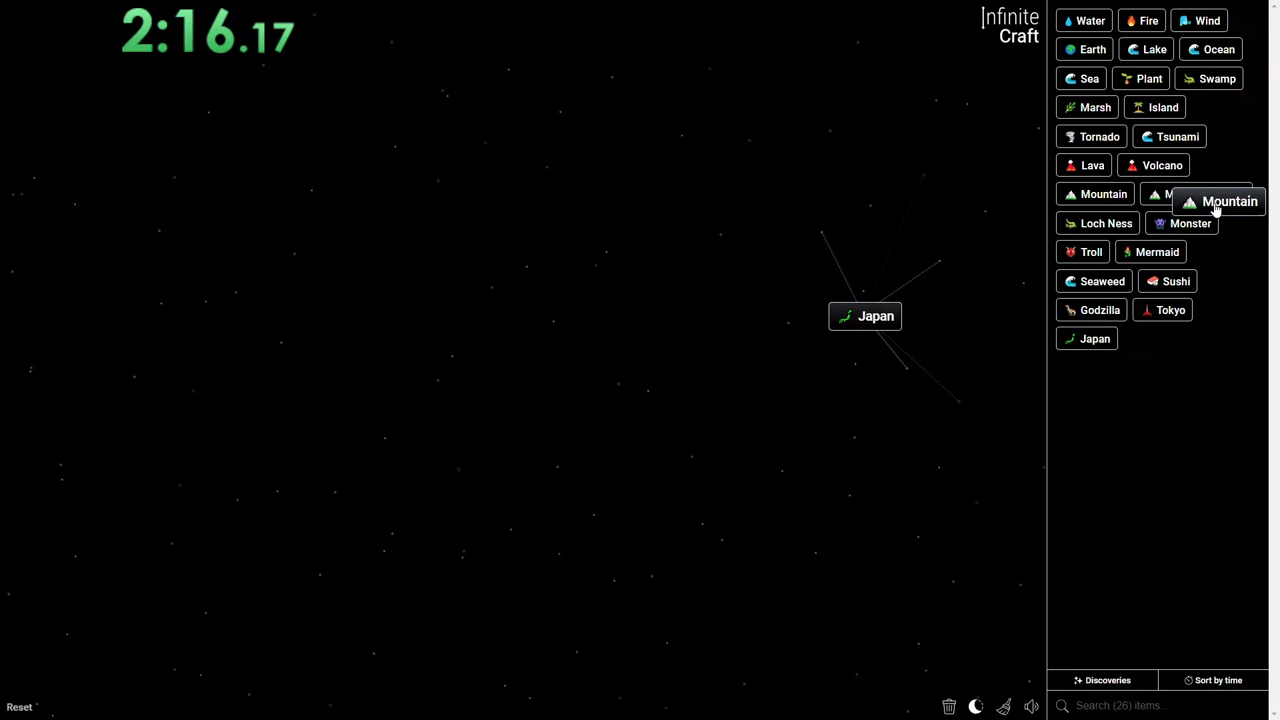 2:16.17
Infinite
Craft
Water Fire Wind
Earth Lake Ocean
Sea Plant Swamp
Marsh Island
Tornado Tsunami
Lava Volcano
Mountain
Mountain
Loch Ness Monster
Troll Mermaid
Seaweed Sushi
Japan
Godzilla Tokyo
Japan
Discoveries Sort by time
Reset
Search (26) items...